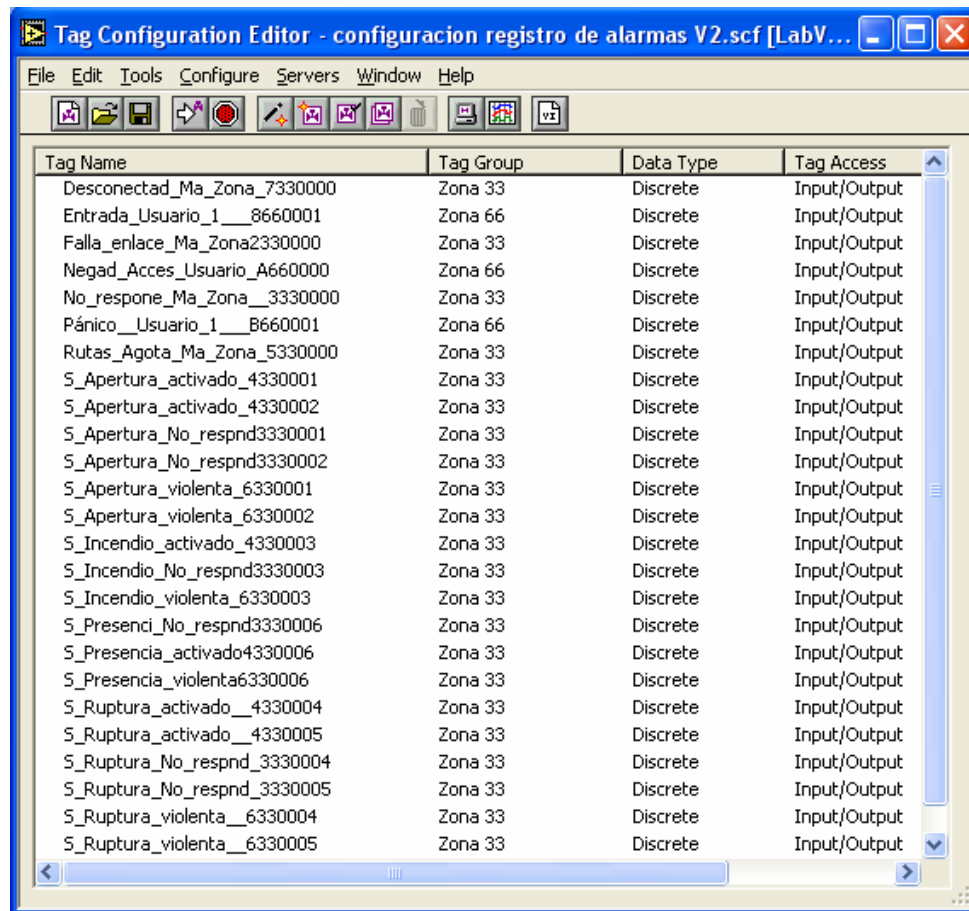 Tag Configuration Editor - configuracion registro de alarmas V2.scf [LabV...
File Edit Tools Configure Servers Window Help
VI
Tag Name Tag Group Data Type Tag Access
Desconectad_Ma_Zona_7330000 Zona 33 Discrete Input/Output
Entrada_Usuario_1___8660001 Zona 66 Discrete Input/Output
Falla_enlace_Ma_Zona2330000 Zona 33 Discrete Input/Output
Negad_Acces_Usuario_A660000 Zona 66 Discrete Input/Output
No_respone_Ma_Zona__3330000 Zona 33 Discrete Input/Output
Pánico__Usuario_1___B660001 Zona 66 Discrete Input/Output
Rutas_Agota_Ma_Zona_5330000 Zona 33 Discrete Input/Output
S_Apertura_activado_4330001 Zona 33 Discrete Input/Output
S_Apertura_activado_4330002 Zona 33 Discrete Input/Output
S_Apertura_No_respnd3330001 Zona 33 Discrete Input/Output
S_Apertura_No_respnd3330002 Zona 33 Discrete Input/Output
S_Apertura_violenta_6330001 Zona 33 Discrete Input/Output
S_Apertura_violenta_6330002 Zona 33 Discrete Input/Output
S_Incendio_activado_4330003 Zona 33 Discrete Input/Output
S_Incendio_No_respnd3330003 Zona 33 Discrete Input/Output
S_Incendio_violenta_6330003 Zona 33 Discrete Input/Output
S_Presenci_No_respnd3330006 Zona 33 Discrete Input/Output
S_Presencia_activado4330006 Zona 33 Discrete Input/Output
S_Presencia_violenta6330006 Zona 33 Discrete Input/Output
S_Ruptura_activado__4330004 Zona 33 Discrete Input/Output
S_Ruptura_activado__4330005 Zona 33 Discrete Input/Output
S_Ruptura_No_respnd_3330004 Zona 33 Discrete Input/Output
S_Ruptura_No_respnd_3330005 Zona 33 Discrete Input/Output
S_Ruptura_violenta__6330004 Zona 33 Discrete Input/Output
S_Ruptura_violenta__6330005 Zona 33 Discrete Input/Output